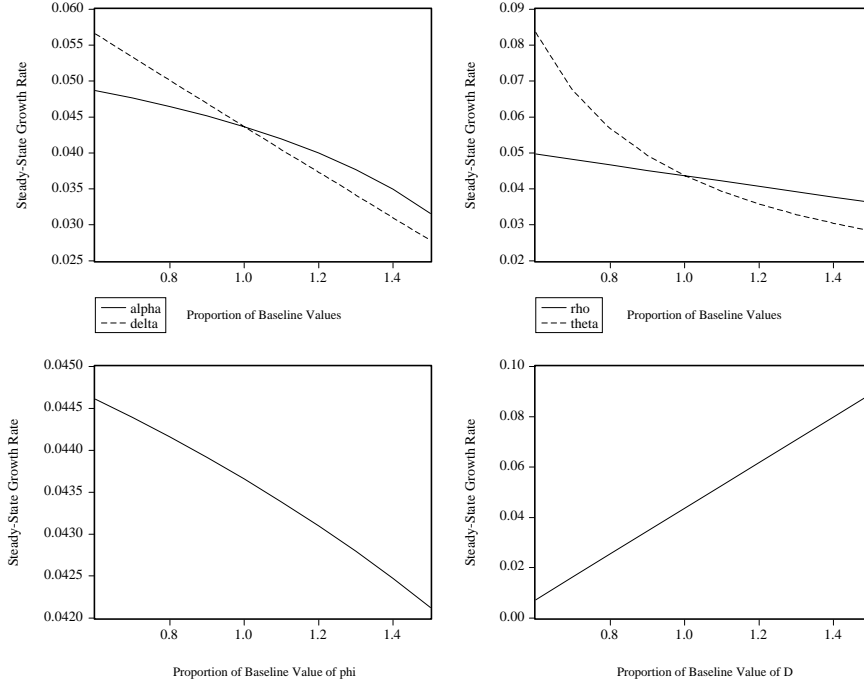 0.060
0.055
0.050
0.045
0.040
0.035
0.030
0.025
Steady-State Growth Rate
0.8 1.0 1.2 1.4
alpha
delta
Proportion of Baseline Values
0.09
0.08
0.07
0.06
0.05
0.04
0.03
0.02
Steady-State Growth Rate
0.8 1.0 1.2 1.4
rho
theta
Proportion of Baseline Values
0.0450
0.0445
0.0440
0.0435
0.0430
0.0425
0.0420
Steady-State Growth Rate
0.8 1.0 1.2 1.4
Proportion of Baseline Value of phi
0.10
0.08
0.06
0.04
0.02
0.00
Steady-State Growth Rate
0.8 1.0 1.2 1.4
Proportion of Baseline Value of D